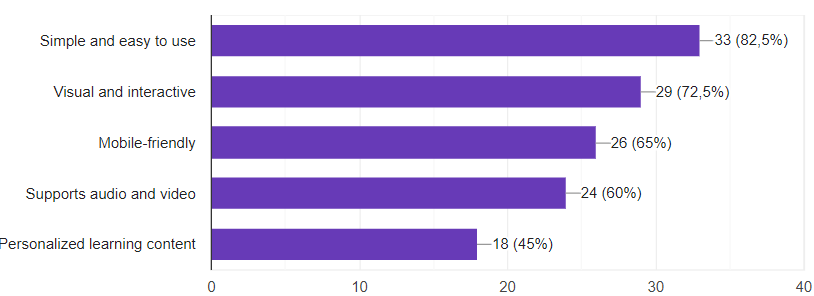 Simple and easy to use
33 (82,5%)
Visual and interactive
29 (72,5%)
Mobile-friendly
26 (65%)
Supports audio and video
24 (60%)
Personalized learning content
18 (45%)
0
10
20
30
40